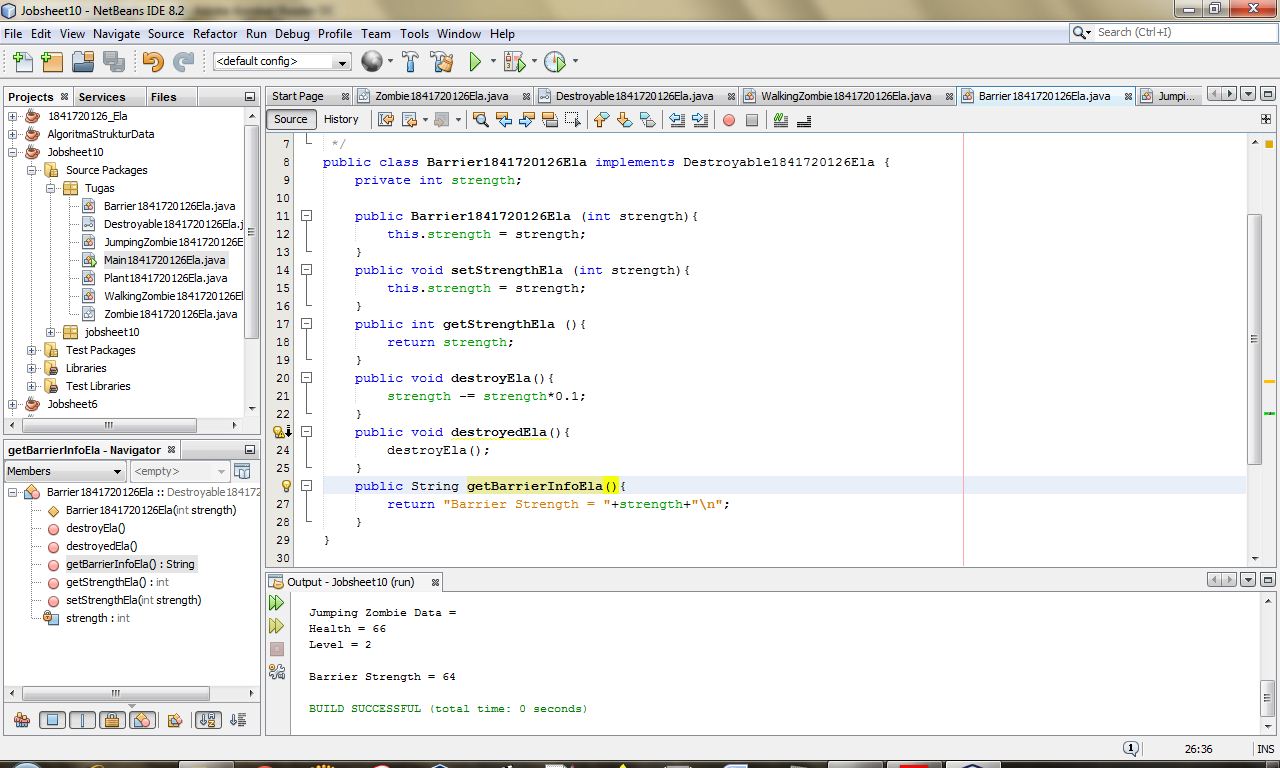 Jobsheet10 - NetBeans IDE 8.2
File Edit View Navigate Source Refactor Run Debug Profile Team Tools Window Help
Search (Ctrl+I)
<default config>
Projects Services Files
1841720126_Ela
AlgoritmaStrukturData
Jobsheet10
Source Packages
Tugas
Barrier1841720126Ela.java
Destroyable1841720126Ela.j
JumpingZombie1841720126E
Main1841720126Ela.java
Plant1841720126Ela.java
WalkingZombie1841720126El
Zombie1841720126Ela.java
jobsheet10
Test Packages
Libraries
Test Libraries
Jobsheet6
getBarrierInfoEla - Navigator
Members <empty>
Barrier1841720126Ela :: Destroyable184172
Barrier1841720126Ela(int strength)
destroyEla()
destroyedEla()
getBarrierInfoEla() : String
getStrengthEla() : int
setStrengthEla(int strength)
strength : int
Start Page Zombie1841720126Ela.java Destroyable1841720126Ela.java WalkingZombie1841720126Ela.java Barrier1841720126Ela.java Jumpi...
Source History
7 */
8 public class Barrier1841720126Ela implements Destroyable1841720126Ela {
9 private int strength;
10
11 public Barrier1841720126Ela (int strength){
12 this.strength = strength;
13 }
14 public void setStrengthEla (int strength){
15 this.strength = strength;
16 }
17 public int getStrengthEla (){
18 return strength;
19 }
20 public void destroyEla(){
21 strength -= strength*0.1;
22 }
public void destroyedEla(){
24 destroyEla();
25 }
public String getBarrierInfoEla(){
27 return "Barrier Strength = "+strength+"\n";
28 }
29 }
30
Output - Jobsheet10 (run)
Jumping Zombie Data =
Health = 66
Level = 2
Barrier Strength = 64
BUILD SUCCESSFUL (total time: 0 seconds)
1 26:36 INS